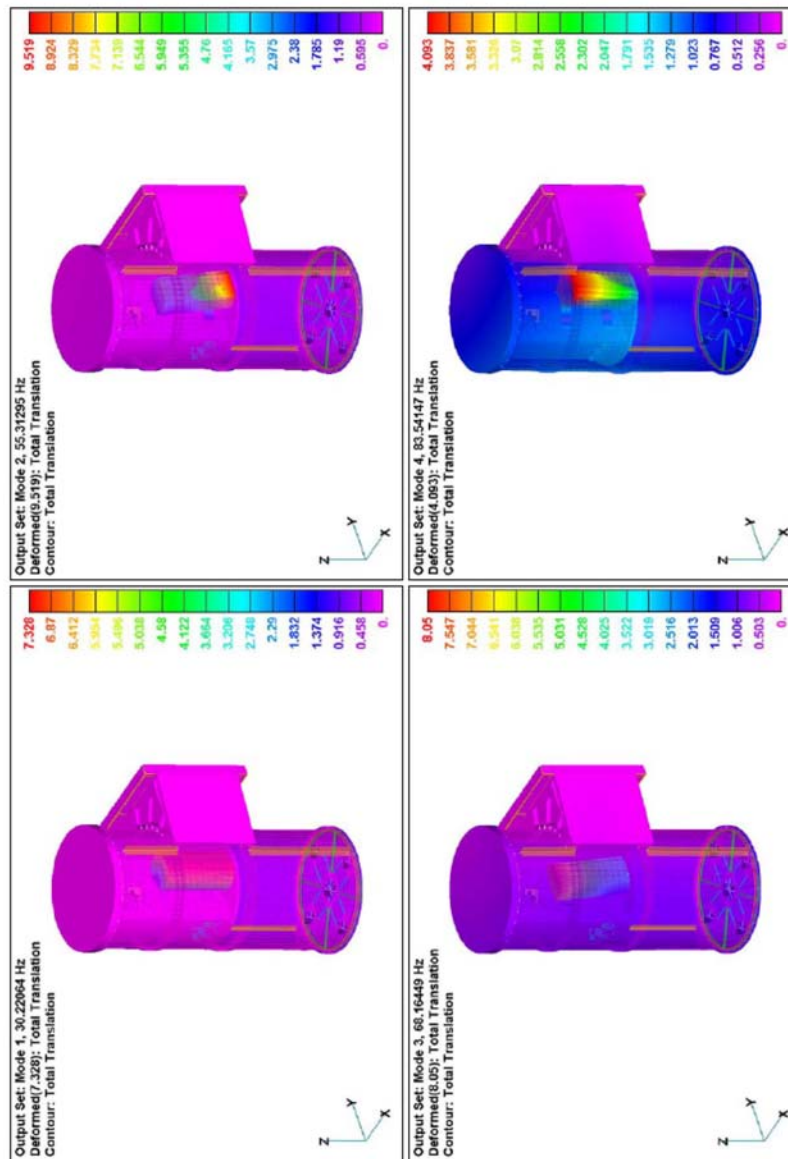 Output Set: Mode 1, 30.22064 Hz
Deformed(7.328): Total Translation
Contour: Total Translation
7.328
6.87
6.412
5.954
5.496
5.038
4.58
4.122
3.664
3.206
2.748
2.29
1.832
1.374
0.916
0.458
0.
Z
Y
X
Output Set: Mode 2, 55.31295 Hz
Deformed(9.519): Total Translation
Contour: Total Translation
9.519
8.924
8.329
7.734
7.139
6.544
5.949
5.355
4.76
4.165
3.57
2.975
2.38
1.785
1.19
0.595
0.
Z
Y
X
Output Set: Mode 3, 68.16449 Hz
Deformed(8.05): Total Translation
Contour: Total Translation
8.05
7.547
7.044
6.541
6.038
5.535
5.031
4.528
4.025
3.522
3.019
2.516
2.013
1.509
1.006
0.503
0.
Z
Y
X
Output Set: Mode 4, 83.54147 Hz
Deformed(4.093): Total Translation
Contour: Total Translation
4.093
3.837
3.581
3.326
3.07
2.814
2.558
2.302
2.047
1.791
1.535
1.279
1.023
0.767
0.512
0.256
0.
Z
Y
X